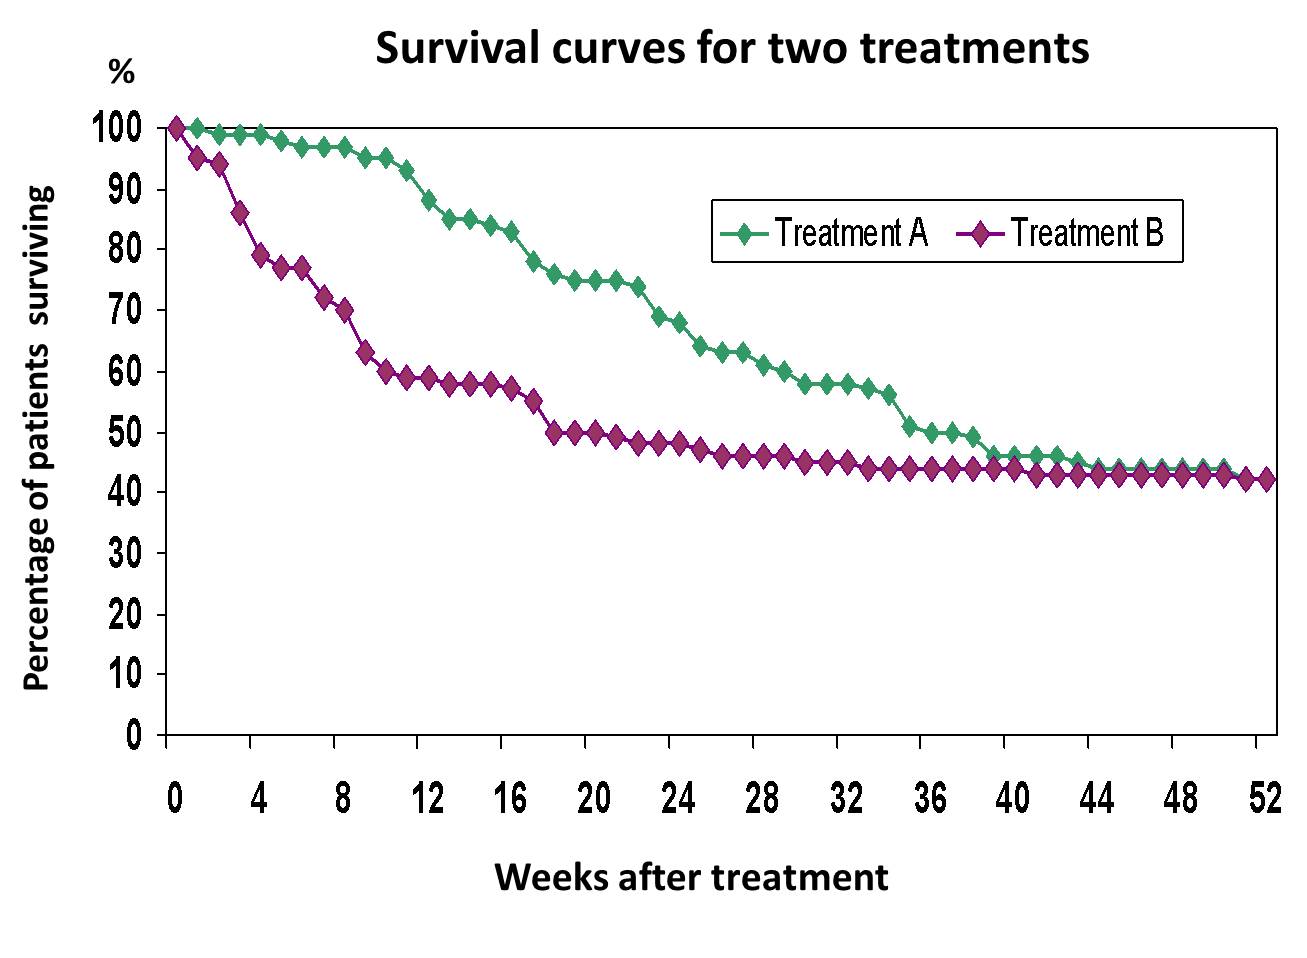 Survival curves for two treatments
%
100
90
80
70
60
50
40
30
20
10
0
Percentage of patients surviving
Treatment A Treatment B
0 4 8 12 16 20 24 28 32 36 40 44 48 52
Weeks after treatment